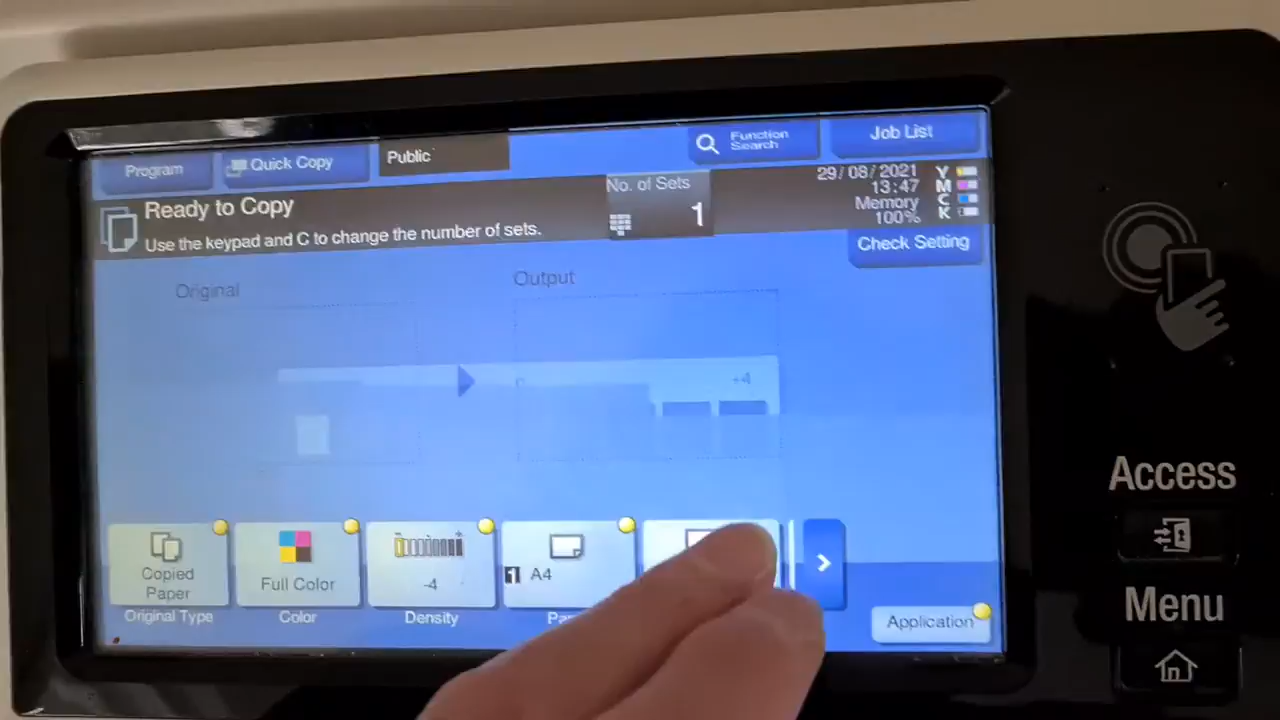 Program
Quick Copy
Public
Function
Search
Job List
Ready to Copy
Use the keypad and C to change the number of sets.
No. of Sets
1
29/08/2021
13:47
Memory
100%
Y
M
C
K
Check Setting
Original
Output
+4
Copied
Paper
Full Color
-4
1 A4
Original Type
Color
Density
Application
Access
Menu